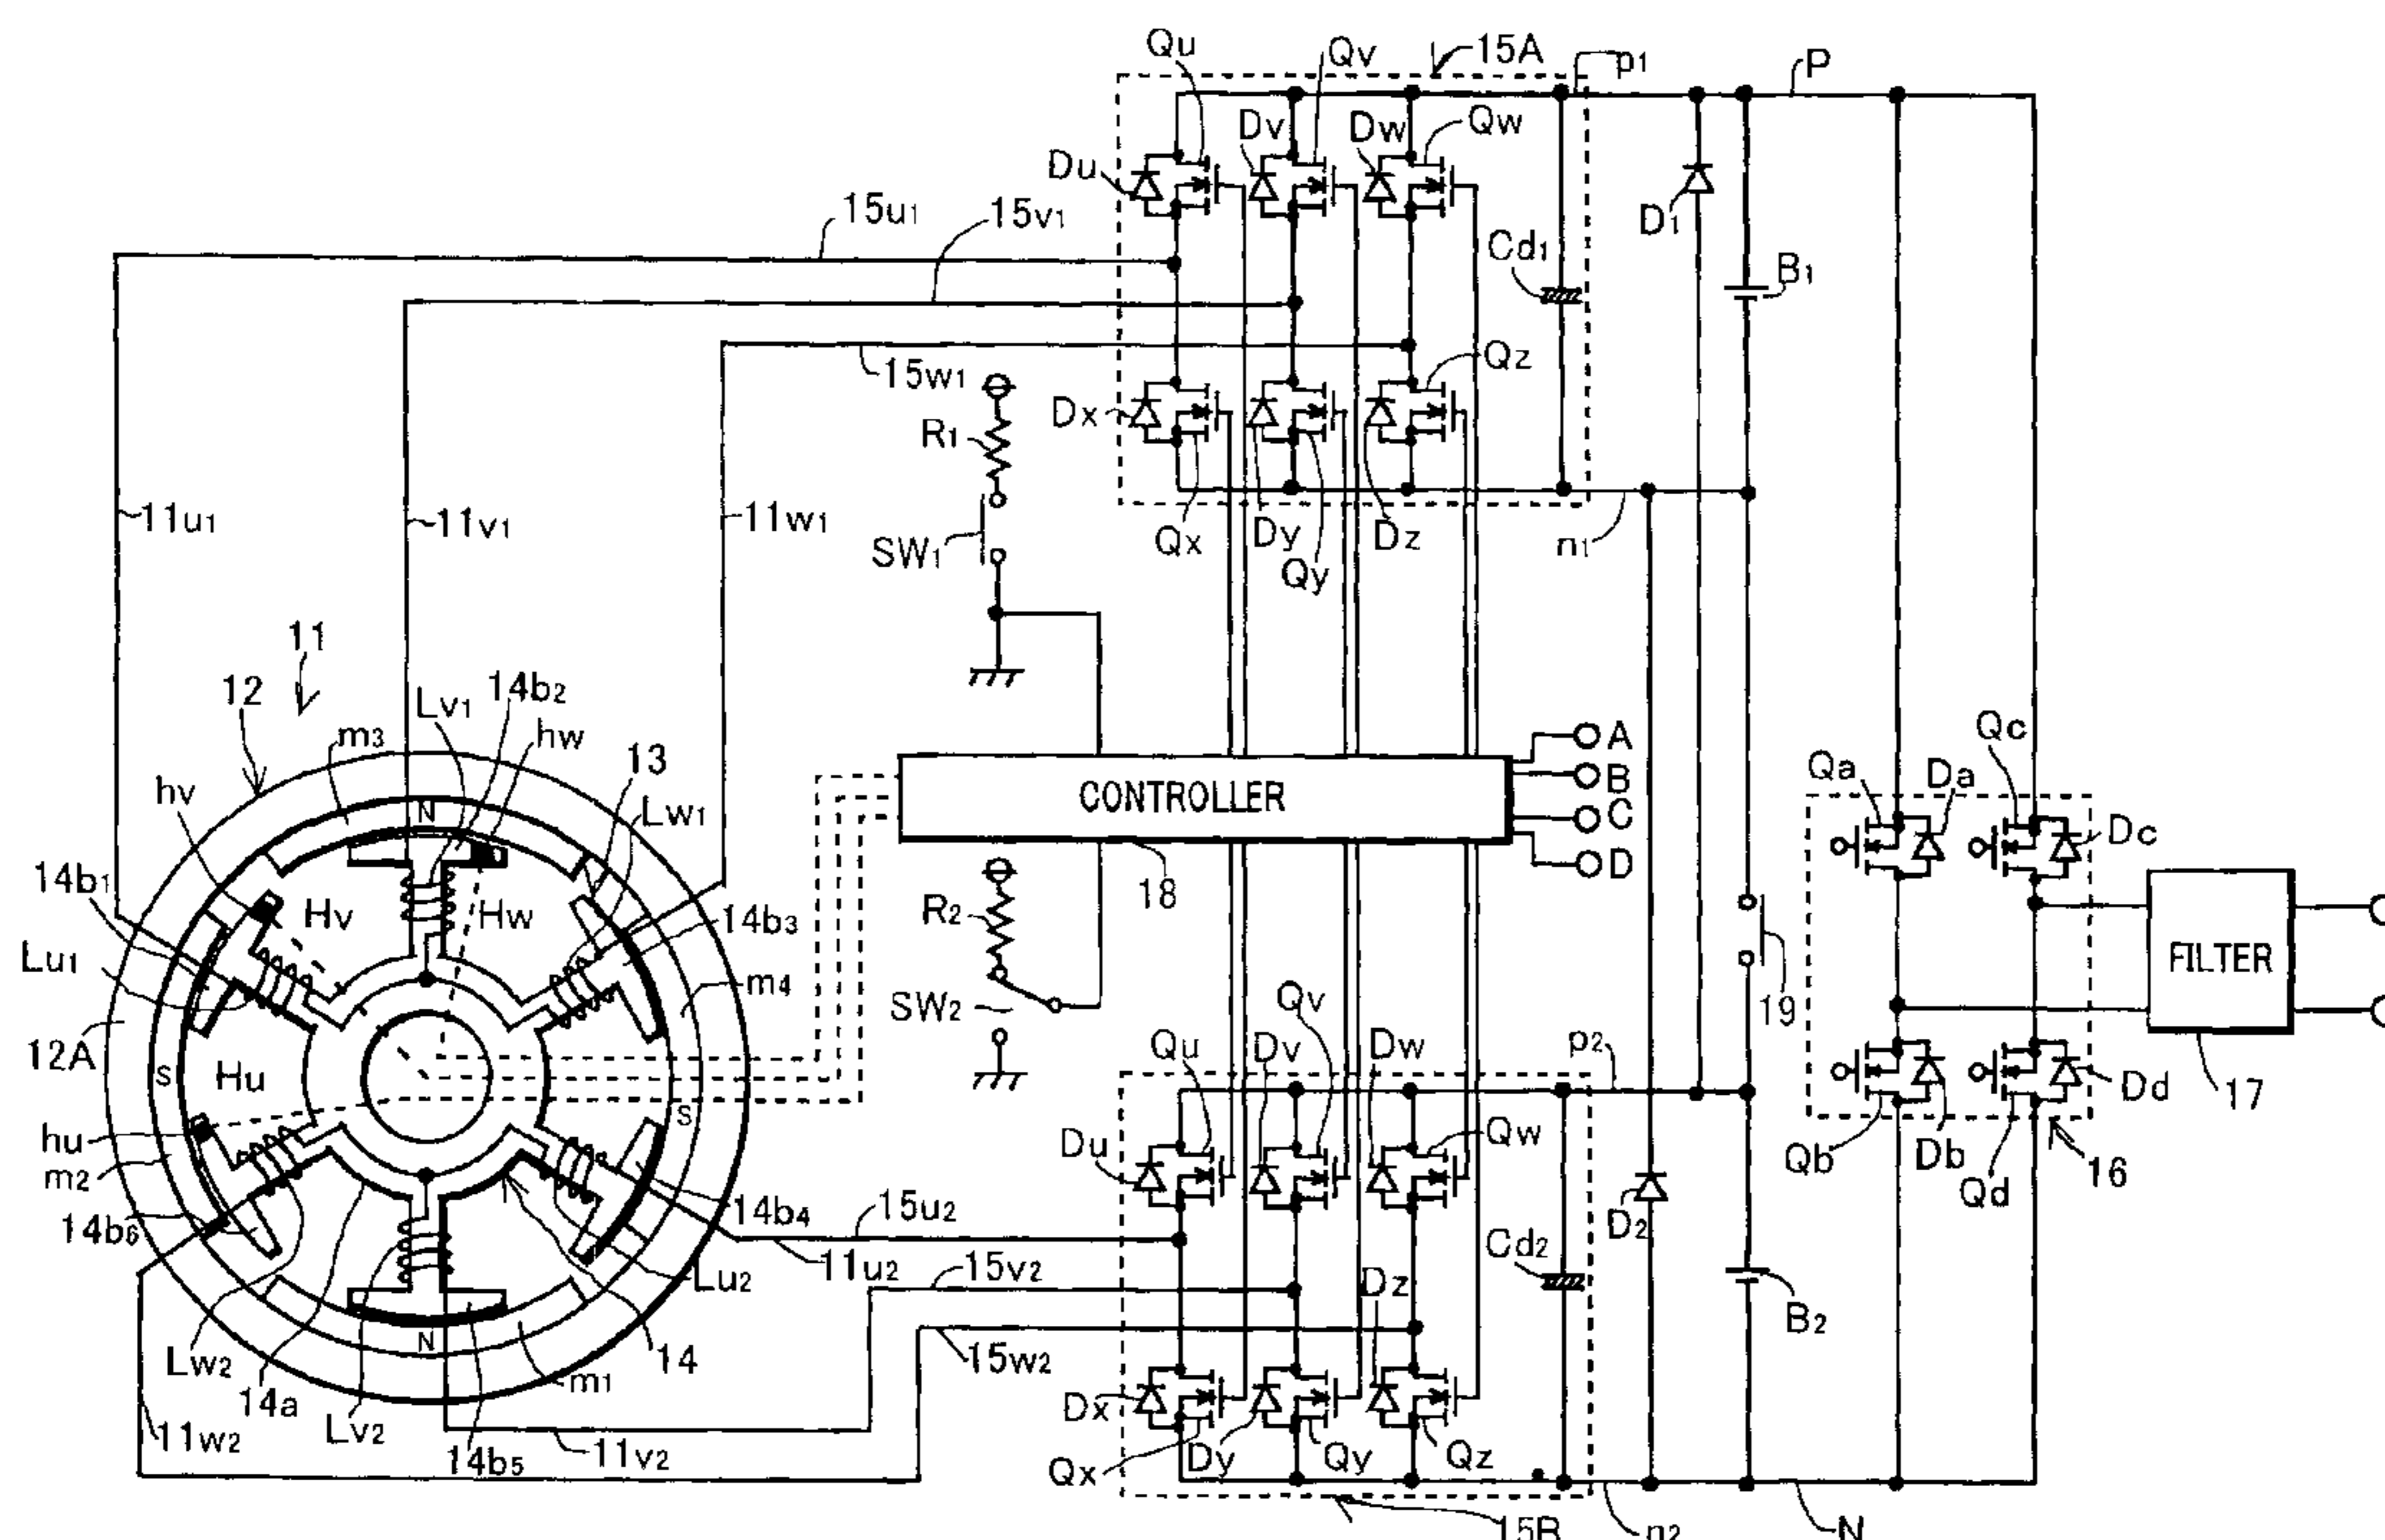 Qu
Qv
15A
p1
P
Du
Dv
Dw
Qw
D1
15u1
15v1
Cd1
B1
15w1
Qz
Dx
R1
11u1
11v1
11w1
SW1
Qx
Dy
Qy
Dz
n1
11
12
Lv1
14b2
m3
hw
13
hv
N
Lw1
CONTROLLER
A
B
C
D
18
Qa
Da
Qc
Dc
14b1
Hv
Hw
14b3
R2
Lu1
m4
SW2
19
FILTER
12A
S
Hu
S
Qu
Dv
Qv
Dw
p2
Qb
Db
Qd
Dd
16
17
hu
m2
Du
Qw
14b6
14b4
15u2
D2
11u2
Lu2
15v2
Cd2
Dz
B2
N
Lw2
14a
Lv2
m1
14
15w2
Dx
11w2
14b5
11v2
Qx
Dy
Qy
Qz
15B
n2
N